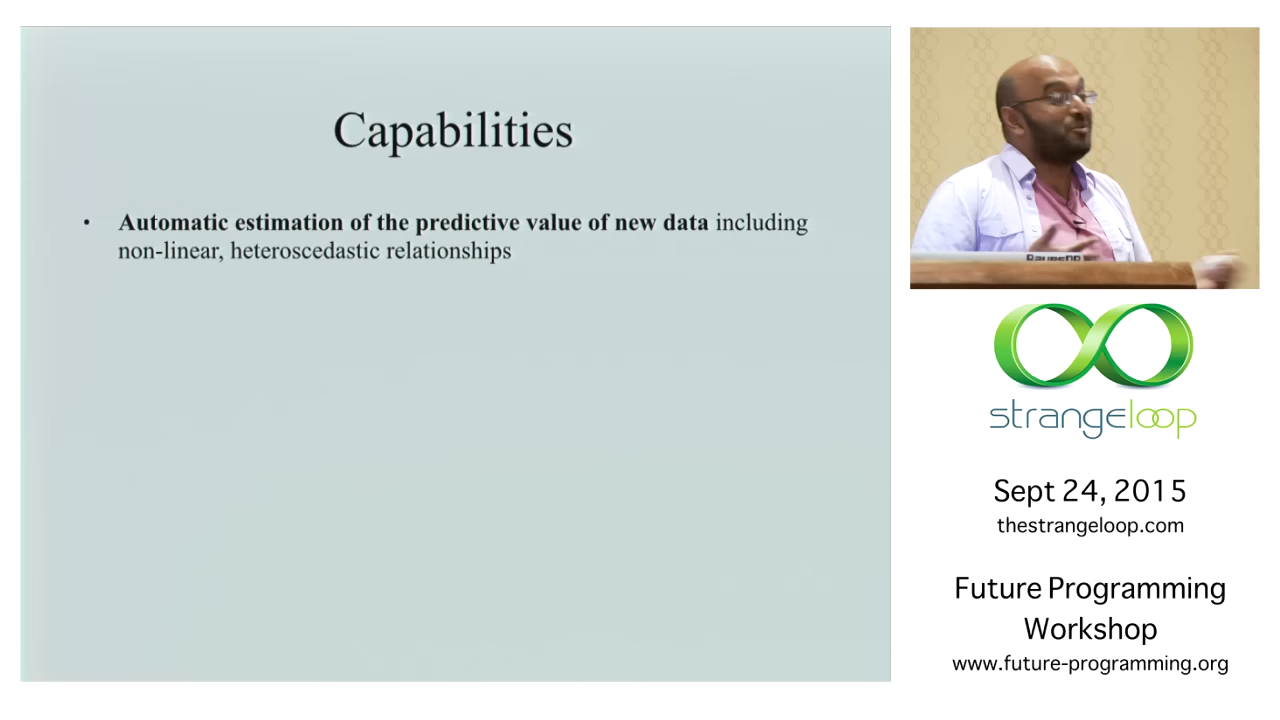 Capabilities
• Automatic estimation of the predictive value of new data including
non-linear, heteroscedastic relationships
strangeloop
Sept 24, 2015
thestrangeloop.com
Future Programming
Workshop
www.future-programming.org